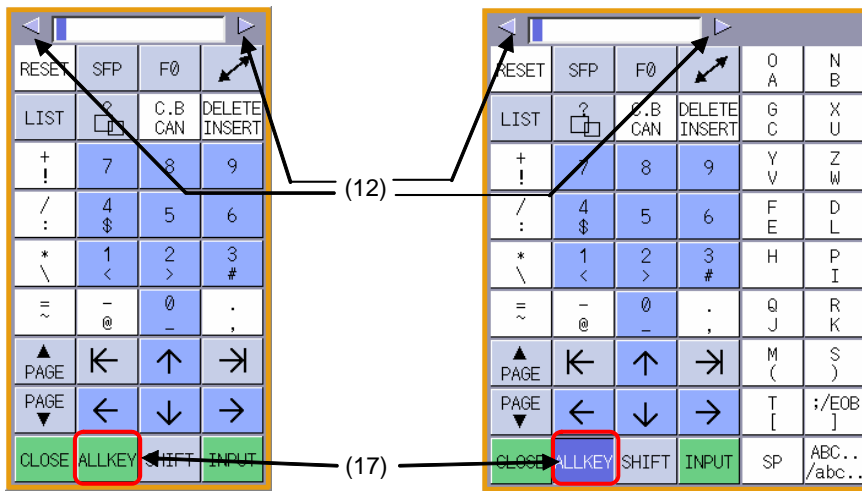 RESET SFP F0
LIST ? C.B CAN DELETE INSERT
+ ! 7 8 9
/ : 4 $ 5 6
* \ 1 < 2 > 3 #
= ~ - @ 0 _ . ,
▲ PAGE |← ↑ →|
PAGE ▼ ← ↓ →
CLOSE ALLKEY SHIFT INPUT
(12)
(17)
RESET SFP F0 O A N B
LIST ? C.B CAN DELETE INSERT G C X U
+ ! 7 8 9 Y V Z W
/ : 4 $ 5 6 F E D L
* \ 1 < 2 > 3 # H P I
= ~ - @ 0 _ . , Q J R K
▲ PAGE |← ↑ →| M ( S )
PAGE ▼ ← ↓ → T [ ;/EOB ]
CLOSE ALLKEY SHIFT INPUT SP ABC.. /abc..